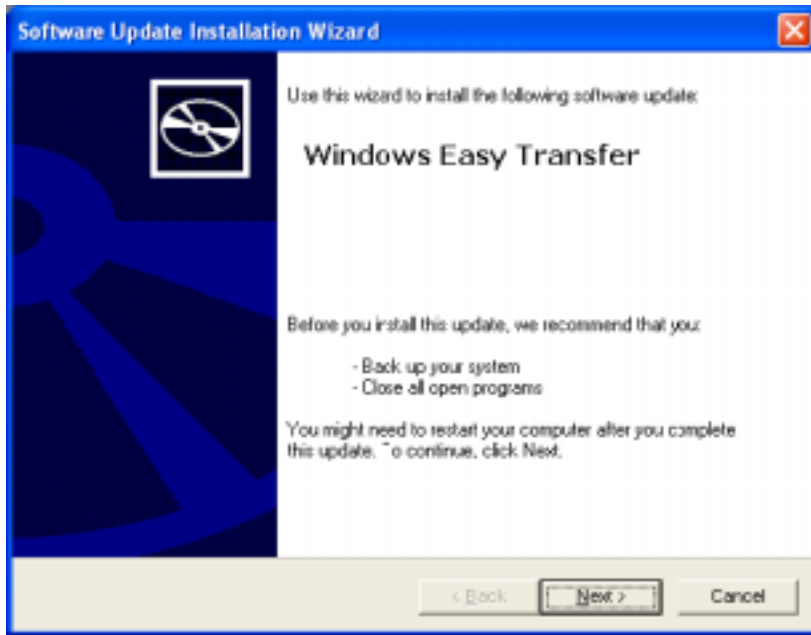 Software Update Installation Wizard
Use this wizard to install the following software update:
Windows Easy Transfer
Before you install this update, we recommend that you:
- Back up your system
- Close all open programs
You might need to restart your computer after you complete
this update. To continue, click Next.
< Back Next > Cancel